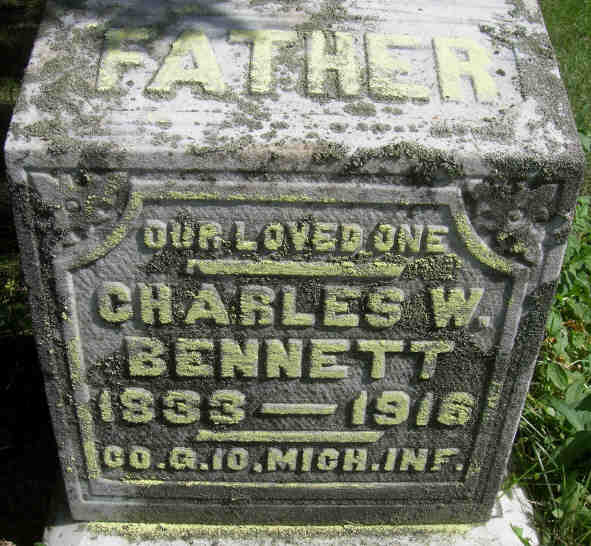 FATHER
OUR LOVED ONE
CHARLES W.
BENNETT
1833 — 1916
CO. G. 10, MICH. INF.